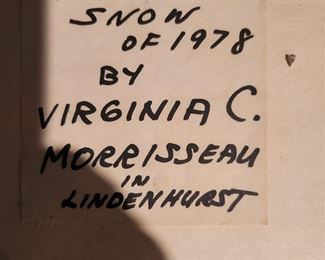 SNOW
OF 1978
BY
VIRGINIA C.
MORRISSEAU
IN
LINDENHURST